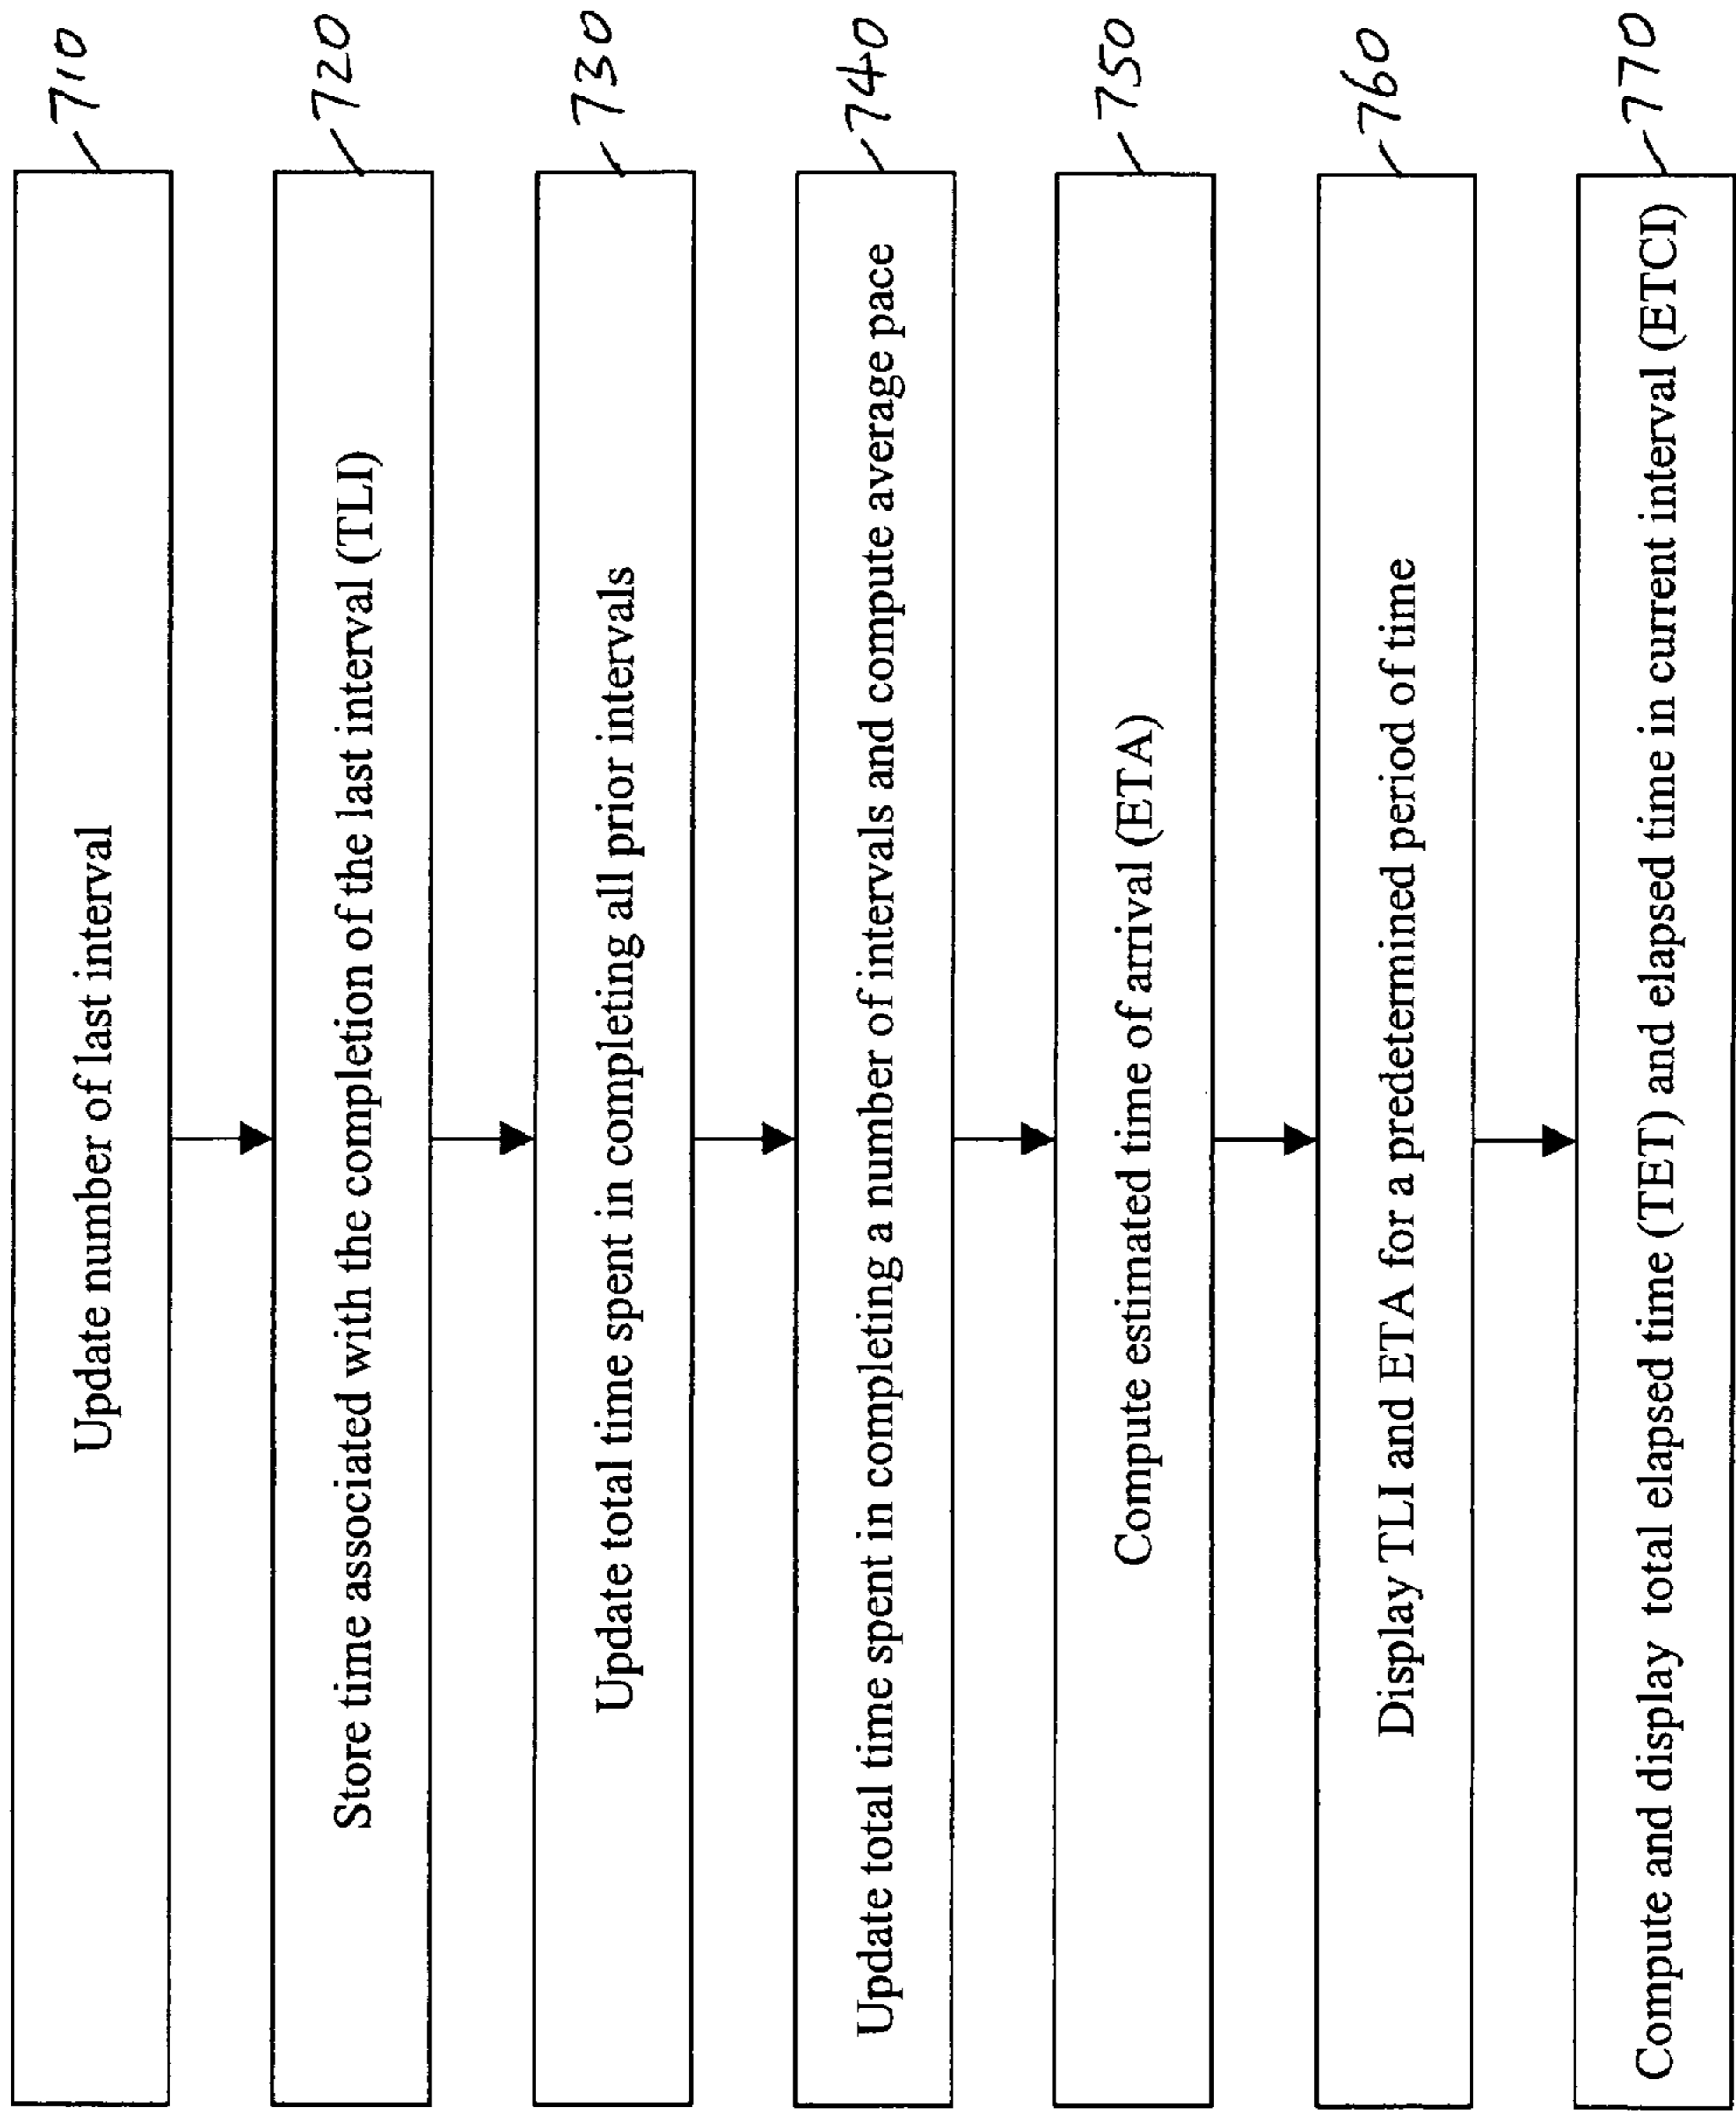 Update number of last interval
710
Store time associated with the completion of the last interval (TLI)
720
Update total time spent in completing all prior intervals
730
Update total time spent in completing a number of intervals and compute average pace
740
Compute estimated time of arrival (ETA)
750
Display TLI and ETA for a predetermined period of time
760
Compute and display total elapsed time (TET) and elapsed time in current interval (ETCI)
770